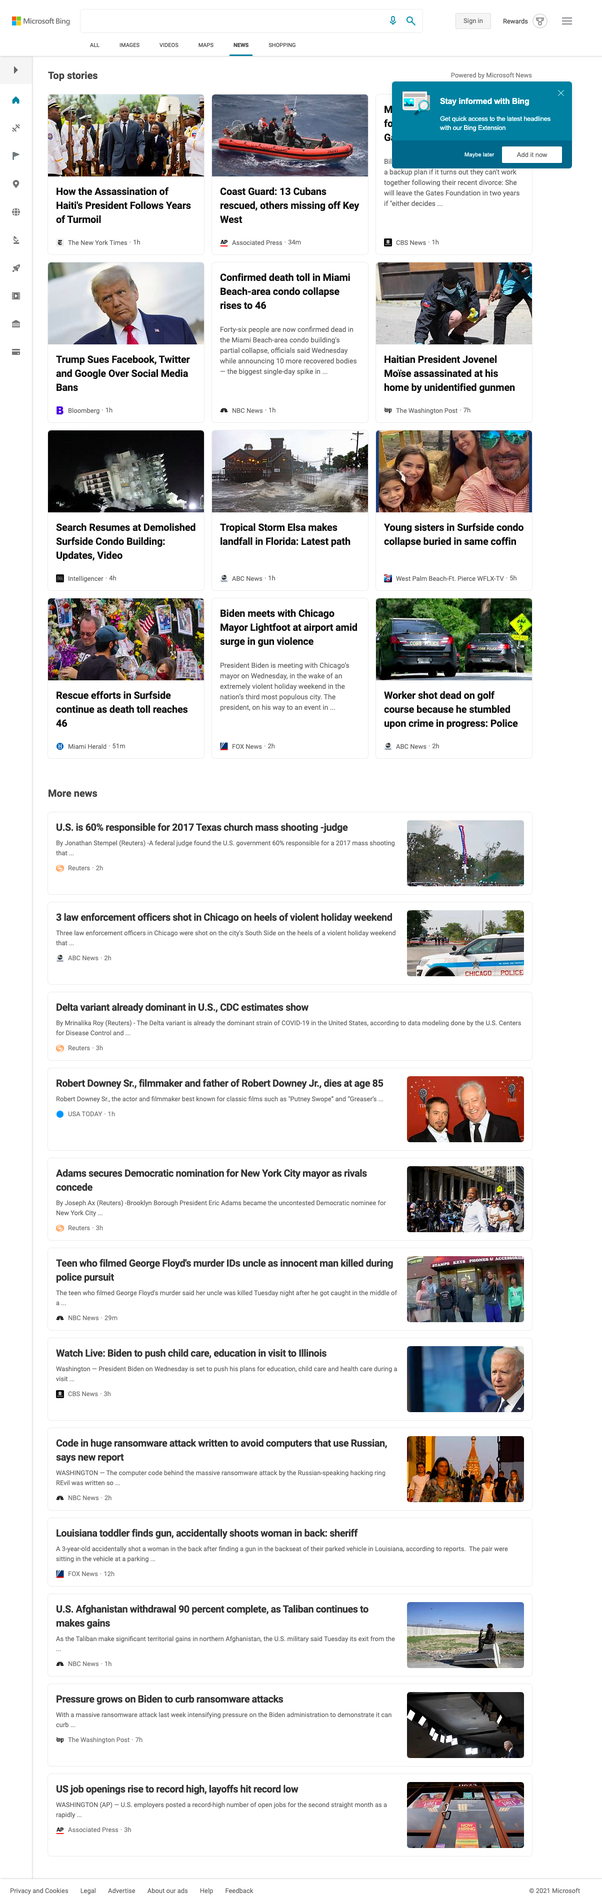 Microsoft Bing
Sign in
Rewards
ALL
IMAGES
VIDEOS
MAPS
NEWS
SHOPPING
Top stories
Powered by Microsoft News
Stay informed with Bing
Get quick access to the latest headlines
with our Bing Extension
Maybe later
Add it now
How the Assassination of
Haiti's President Follows Years
of Turmoil
The New York Times · 1h
Coast Guard: 13 Cubans
rescued, others missing off Key
West
Associated Press · 34m
a backup plan if it turns out they can't work
together following their recent divorce: She
will leave the Gates Foundation in two years
if "either decides ...
CBS News · 1h
Trump Sues Facebook, Twitter
and Google Over Social Media
Bans
Bloomberg · 1h
Confirmed death toll in Miami
Beach-area condo collapse
rises to 46
Forty-six people are now confirmed dead in
the Miami Beach-area condo building's
partial collapse, officials said Wednesday
while announcing 10 more recovered bodies
— the biggest single-day spike in ...
NBC News · 1h
Haitian President Jovenel
Moïse assassinated at his
home by unidentified gunmen
The Washington Post · 7h
Search Resumes at Demolished
Surfside Condo Building:
Updates, Video
Intelligencer · 4h
Tropical Storm Elsa makes
landfall in Florida: Latest path
ABC News · 1h
Young sisters in Surfside condo
collapse buried in same coffin
West Palm Beach-Ft. Pierce WFLX-TV · 5h
Rescue efforts in Surfside
continue as death toll reaches
46
Miami Herald · 51m
Biden meets with Chicago
Mayor Lightfoot at airport amid
surge in gun violence
President Biden is meeting with Chicago's
mayor on Wednesday, in the wake of an
extremely violent holiday weekend in the
nation's third most populous city. The
president, on his way to an event in ...
FOX News · 2h
Worker shot dead on golf
course because he stumbled
upon crime in progress: Police
ABC News · 2h
More news
U.S. is 60% responsible for 2017 Texas church mass shooting -judge
By Jonathan Stempel (Reuters) -A federal judge found the U.S. government 60% responsible for a 2017 mass shooting
that ...
Reuters · 2h
3 law enforcement officers shot in Chicago on heels of violent holiday weekend
Three law enforcement officers in Chicago were shot on the city's South Side on the heels of a violent holiday weekend
that ...
ABC News · 2h
CHICAGO POLICE
Delta variant already dominant in U.S., CDC estimates show
By Mrinalika Roy (Reuters) - The Delta variant is already the dominant strain of COVID-19 in the United States, according to data modeling done by the U.S. Centers
for Disease Control and ...
Reuters · 3h
Robert Downey Sr., filmmaker and father of Robert Downey Jr., dies at age 85
Robert Downey Sr., the actor and filmmaker best known for classic films such as "Putney Swope" and "Greaser's ...
USA TODAY · 1h
Adams secures Democratic nomination for New York City mayor as rivals
concede
By Joseph Ax (Reuters) -Brooklyn Borough President Eric Adams became the uncontested Democratic nominee for
New York City ...
Reuters · 3h
Teen who filmed George Floyd's murder IDs uncle as innocent man killed during
police pursuit
The teen who filmed George Floyd's murder said her uncle was killed Tuesday night after he got caught in the middle of
a ...
NBC News · 29m
Watch Live: Biden to push child care, education in visit to Illinois
Washington — President Biden on Wednesday is set to push his plans for education, child care and health care during a
visit ...
CBS News · 3h
Code in huge ransomware attack written to avoid computers that use Russian,
says new report
WASHINGTON — The computer code behind the massive ransomware attack by the Russian-speaking hacking ring
REvil was written so ...
NBC News · 2h
Louisiana toddler finds gun, accidentally shoots woman in back: sheriff
A 3-year-old accidentally shot a woman in the back after finding a gun in the backseat of their parked vehicle in Louisiana, according to reports. The pair were
sitting in the vehicle at a parking ...
FOX News · 12h
U.S. Afghanistan withdrawal 90 percent complete, as Taliban continues to
makes gains
As the Taliban make significant territorial gains in northern Afghanistan, the U.S. military said Tuesday its exit from the
...
NBC News · 1h
Pressure grows on Biden to curb ransomware attacks
With a massive ransomware attack last week intensifying pressure on the Biden administration to demonstrate it can
curb ...
The Washington Post · 7h
US job openings rise to record high, layoffs hit record low
WASHINGTON (AP) — U.S. employers posted a record-high number of open jobs for the second straight month as a
rapidly ...
Associated Press · 3h
Privacy and Cookies
Legal
Advertise
About our ads
Help
Feedback
© 2021 Microsoft